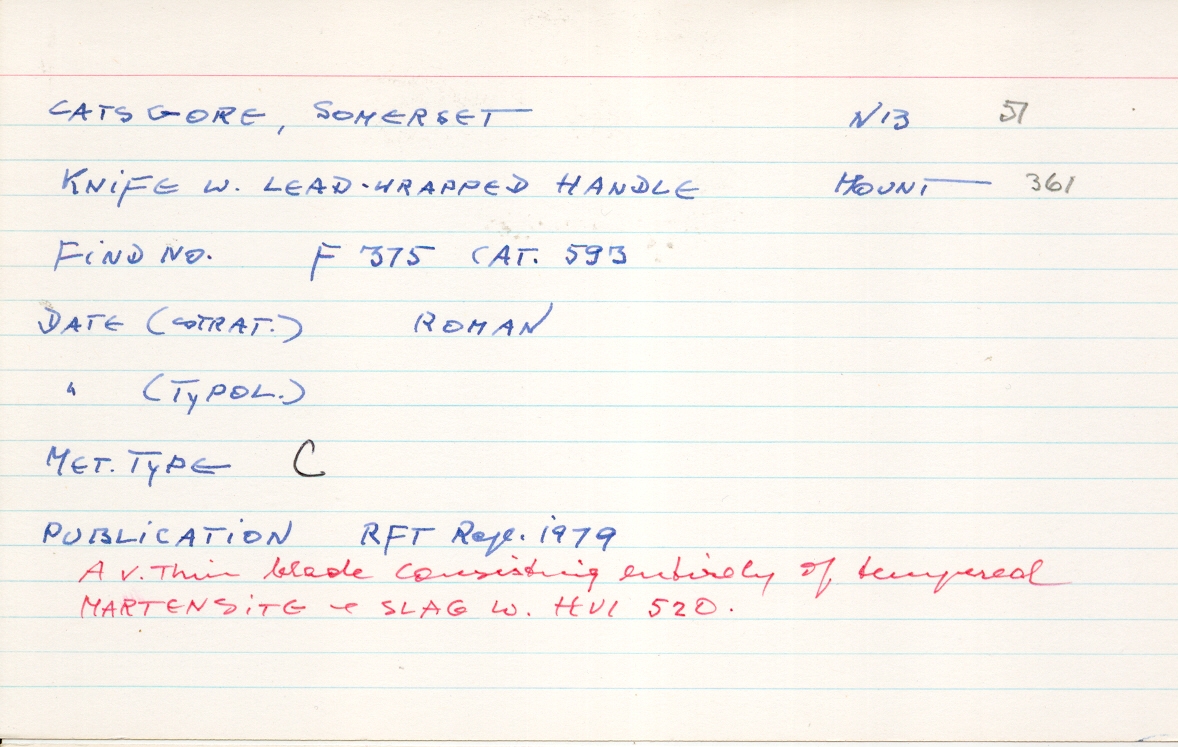 CATSGORE, SOMERSET N13 51
KNIFE W. LEAD-WRAPPED HANDLE MOUNT 361
FIND NO. F 375 CAT. 593
DATE (STRAT.) ROMAN
" (TYPOL.)
MET. TYPE C
PUBLICATION RFT Rep. 1979
A v. Thin blade consisting entirely of tempered
MARTENSITE + SLAG W. HV1 520.